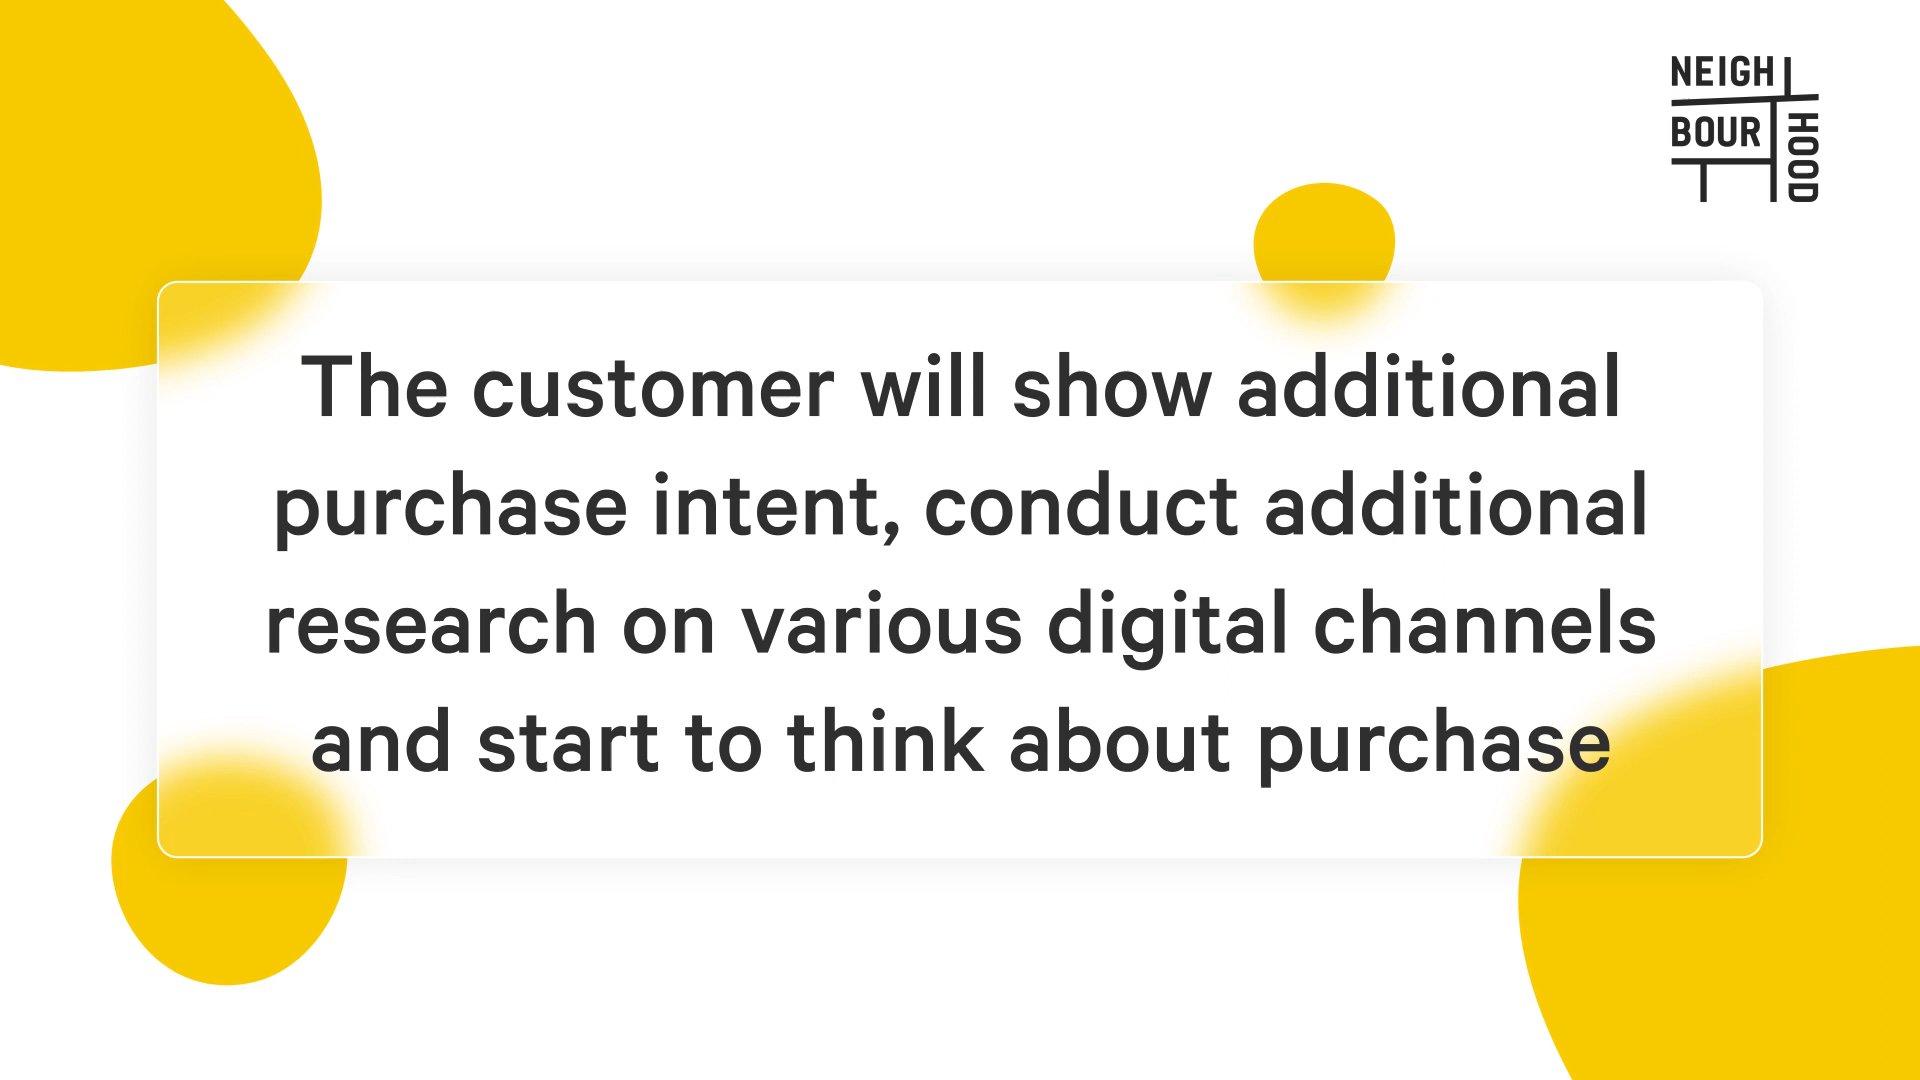 NEIGH
BOUR
HOOD
The customer will show additional
purchase intent, conduct additional
research on various digital channels
and start to think about purchase